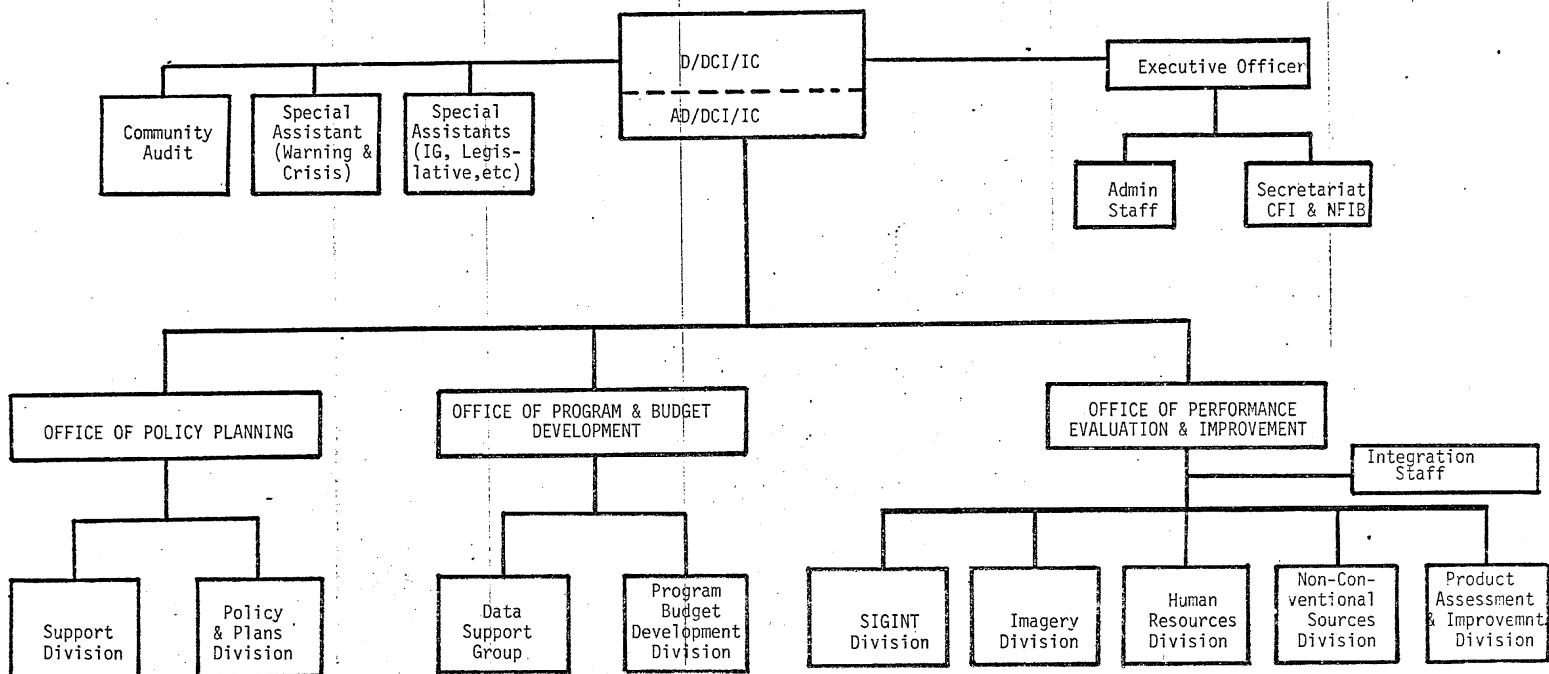 D/DCI/IC
AD/DCI/IC
Executive Officer
Community
Audit
Special
Assistant
(Warning &
Crisis)
Special
Assistants
(IG, Legis-
lative,etc)
Admin
Staff
Secretariat
CFI & NFIB
OFFICE OF POLICY PLANNING
OFFICE OF PROGRAM & BUDGET
DEVELOPMENT
OFFICE OF PERFORMANCE
EVALUATION & IMPROVEMENT
Integration
Staff
Support
Division
Policy
& Plans
Division
Data
Support
Group
Program
Budget
Development
Division
SIGINT
Division
Imagery
Division
Human
Resources
Division
Non-Con-
ventional
Sources
Division
Product
Assessment
& Improvemnt
Division